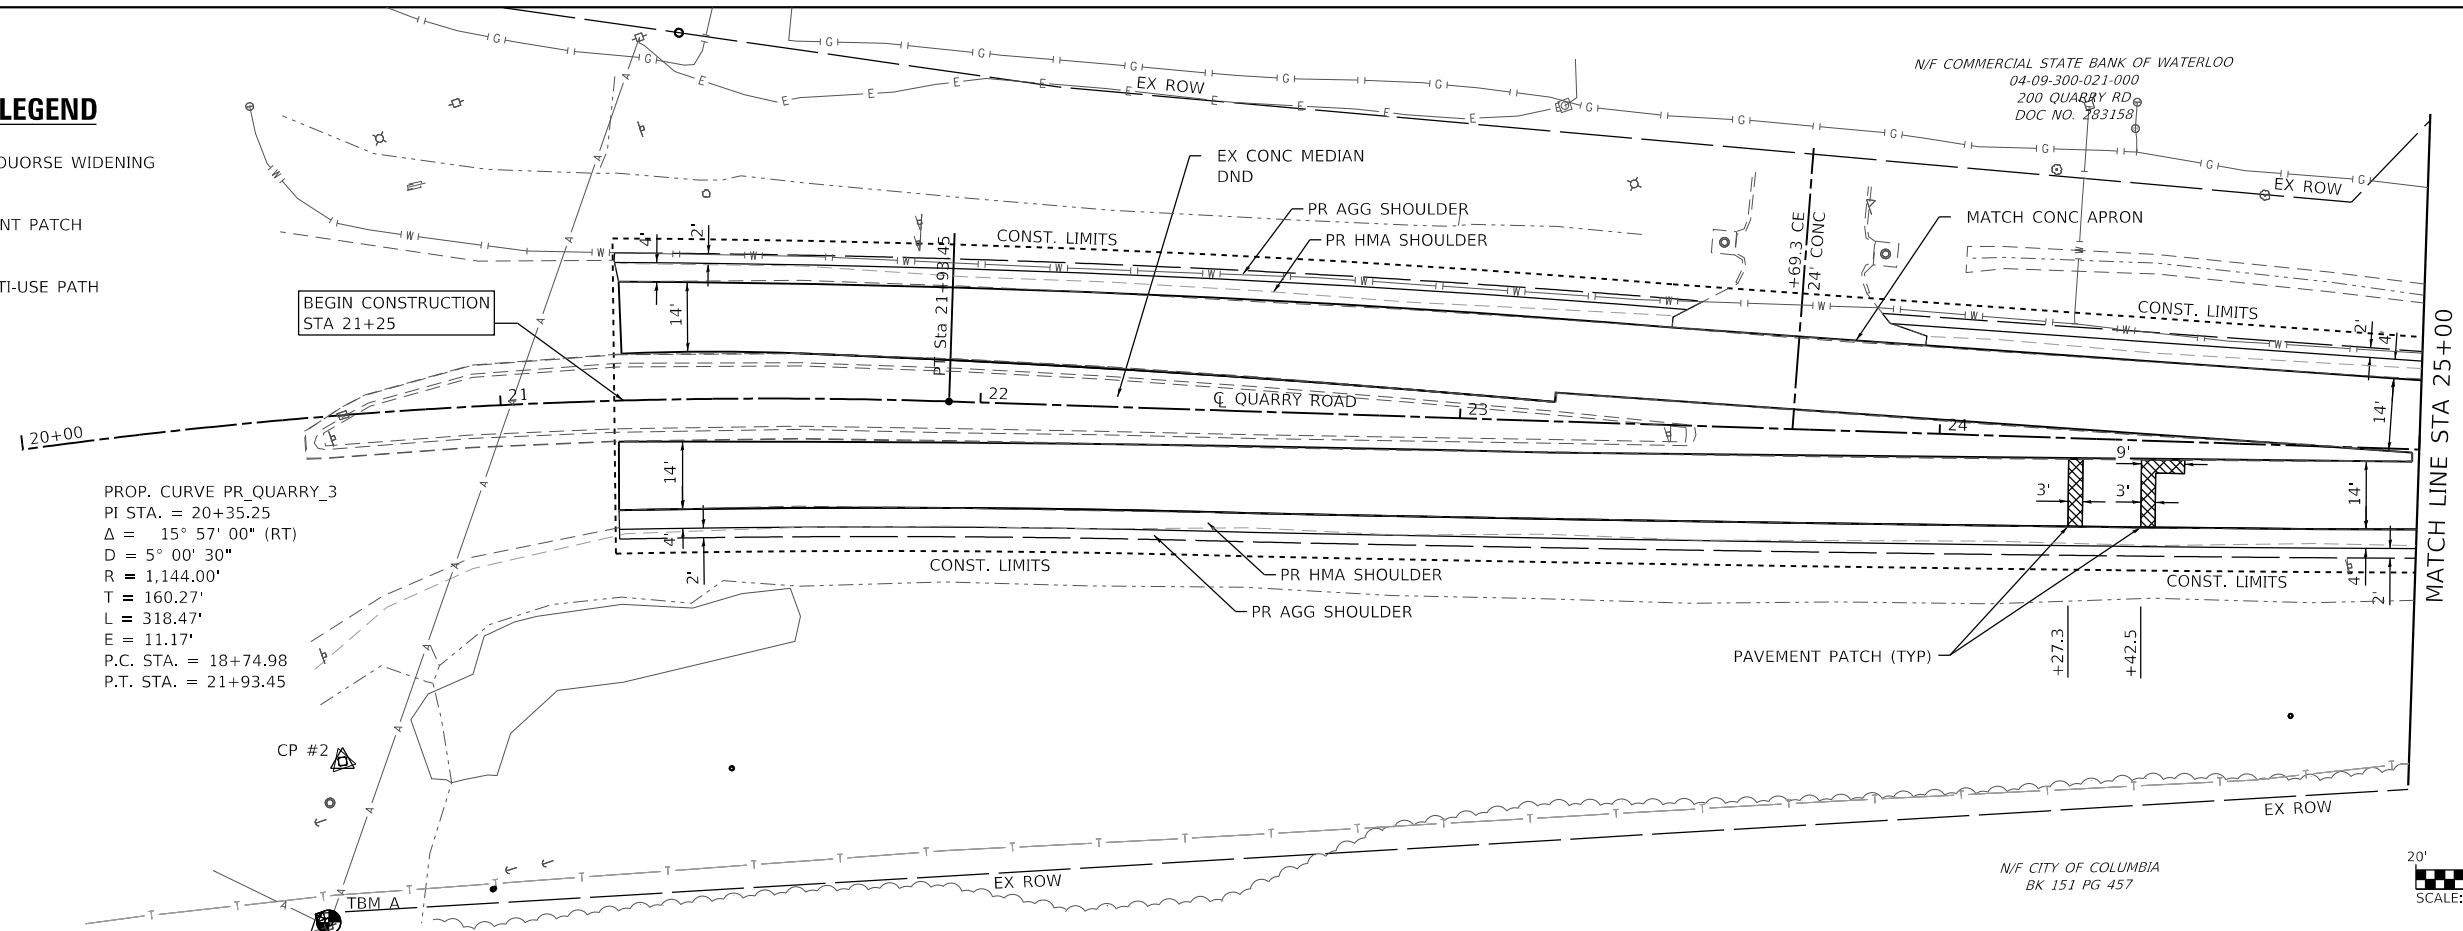 LEGEND
WIDENING
PATCH
TI-USE PATH
N/F COMMERCIAL STATE BANK OF WATERLOO
04-09-300-021-000
200 QUARRY RD
DOC NO. 283158
EX ROW
EX ROW
EX CONC MEDIAN
DND
PR AGG SHOULDER
PR HMA SHOULDER
CONST. LIMITS
MATCH CONC APRON
+69.3 CE
24' CONC
CONST. LIMITS
4'
2'
14'
PT Sta 21+93.45
BEGIN CONSTRUCTION
STA 21+25
2'
4'
14'
MATCH LINE STA 25+00
20+00
21
22
℄ QUARRY ROAD
23
24
14'
4'
2'
9'
3'
3'
14'
4'
2'
PROP. CURVE PR_QUARRY_3
PI STA. = 20+35.25
Δ = 15° 57' 00" (RT)
D = 5° 00' 30"
R = 1,144.00'
T = 160.27'
L = 318.47'
E = 11.17'
P.C. STA. = 18+74.98
P.T. STA. = 21+93.45
CONST. LIMITS
PR HMA SHOULDER
PR AGG SHOULDER
CONST. LIMITS
PAVEMENT PATCH (TYP)
+27.3
+42.5
CP #2
TBM A
EX ROW
EX ROW
N/F CITY OF COLUMBIA
BK 151 PG 457
20'
SCALE: